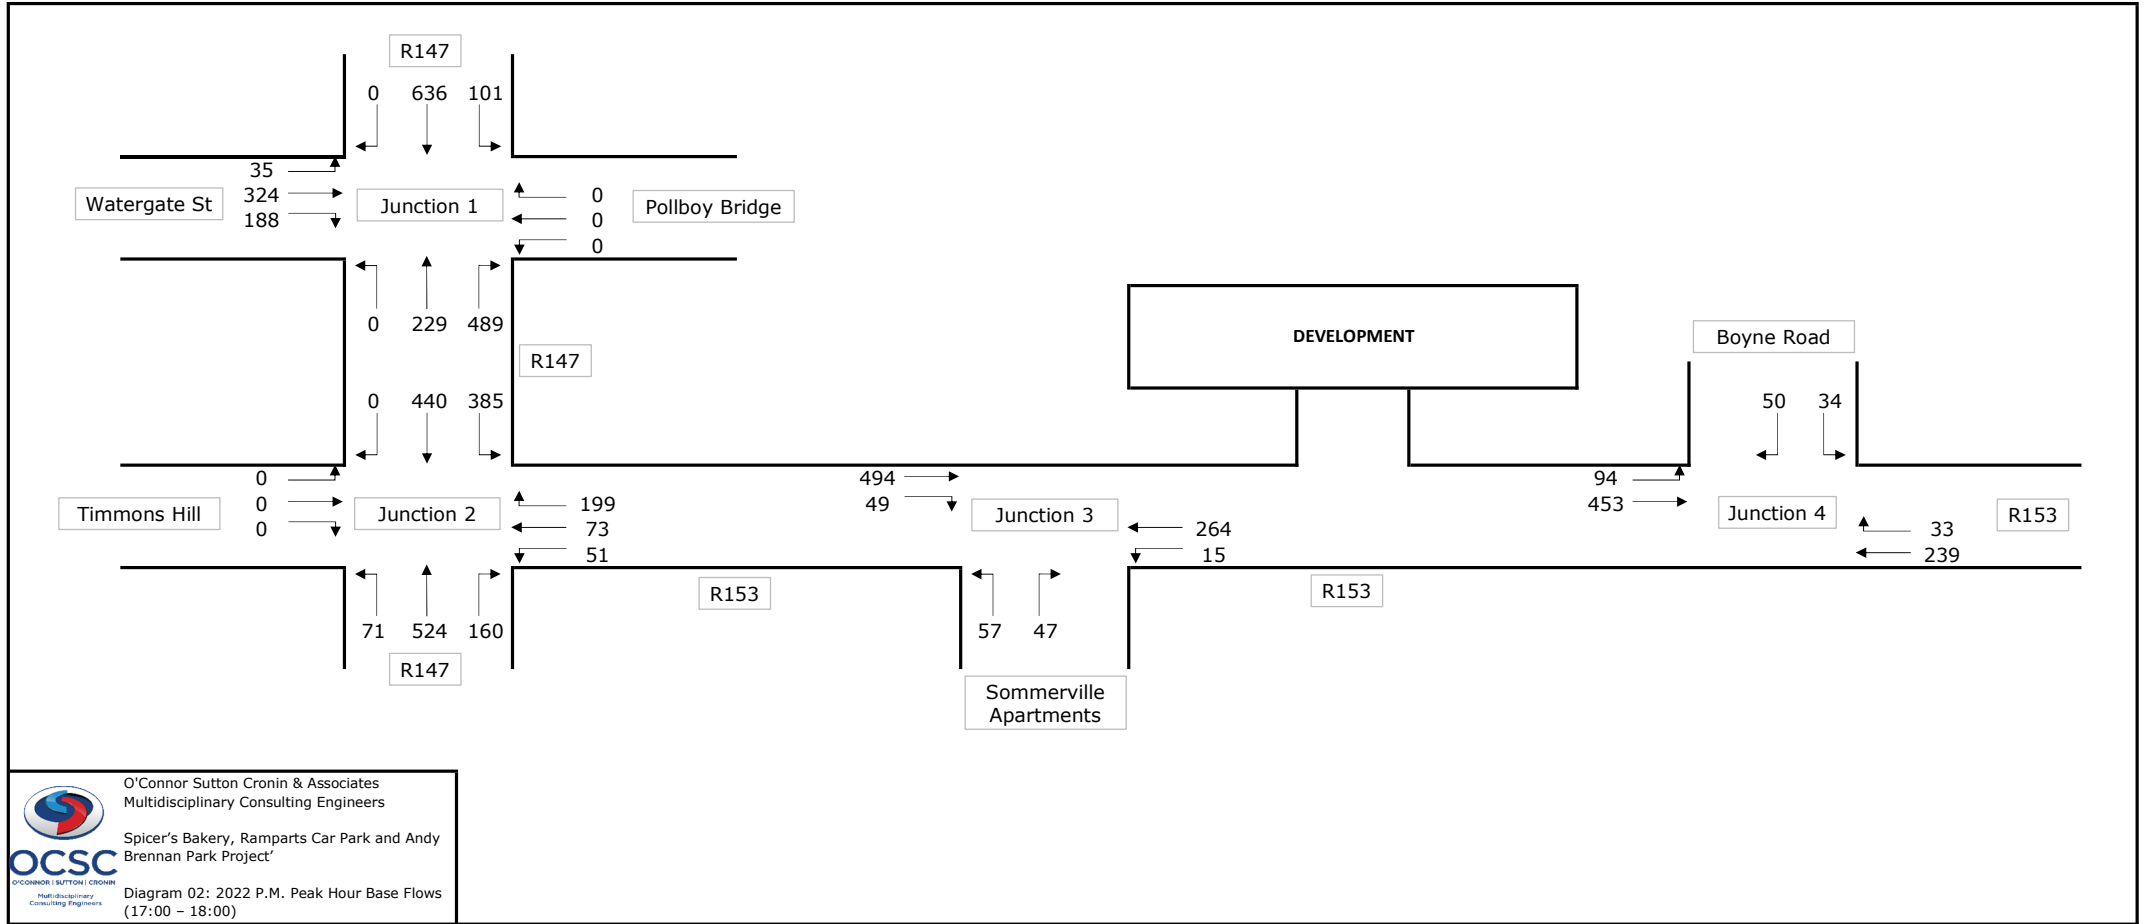 R147
0 636 101
35
324
188
Watergate St
Junction 1
0
0
0
Pollboy Bridge
0 229 489
R147
0 440 385
DEVELOPMENT
Boyne Road
50 34
0
0
0
Timmons Hill
Junction 2
199
73
51
494
49
Junction 3
264
15
94
453
Junction 4
33
239
R153
R153
R153
71 524 160
R147
57 47
Sommerville
Apartments
OCSC
O'CONNOR | SUTTON | CRONIN
Multidisciplinary
Consulting Engineers
O'Connor Sutton Cronin & Associates
Multidisciplinary Consulting Engineers
Spicer’s Bakery, Ramparts Car Park and Andy
Brennan Park Project’
Diagram 02: 2022 P.M. Peak Hour Base Flows
(17:00 – 18:00)